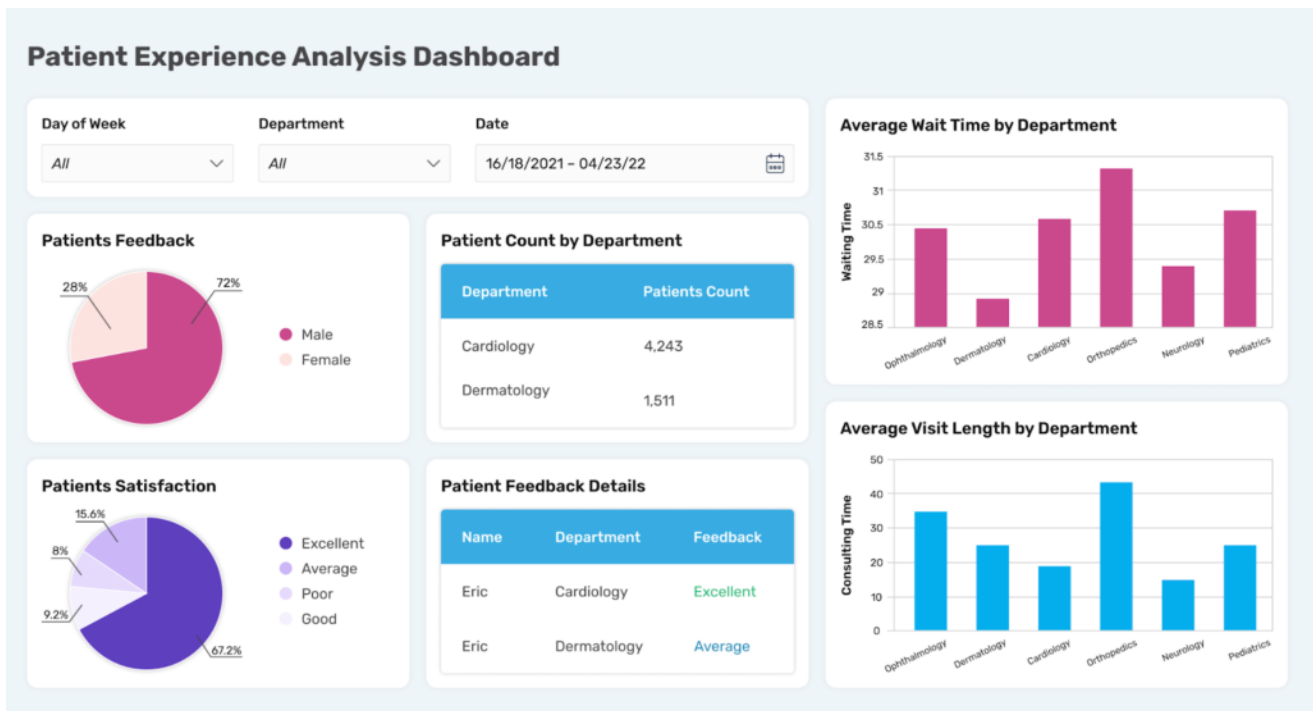 Patient Experience Analysis Dashboard
Day of Week
Department
Date
All
All
16/18/2021 - 04/23/22
Patients Feedback
28%
72%
Male
Female
Patient Count by Department
Department Patients Count
Cardiology 4,243
Dermatology 1,511
Average Wait Time by Department
Waiting Time
31.5
31
30.5
29.5
29
28.5
Ophthalmology Dermatology Cardiology Orthopedics Neurology Pediatrics
Patients Satisfaction
15.6%
8%
9.2%
67.2%
Excellent
Average
Poor
Good
Patient Feedback Details
Name Department Feedback
Eric Cardiology Excellent
Eric Dermatology Average
Average Visit Length by Department
Consulting Time
50
40
30
20
10
0
Ophthalmology Dermatology Cardiology Orthopedics Neurology Pediatrics